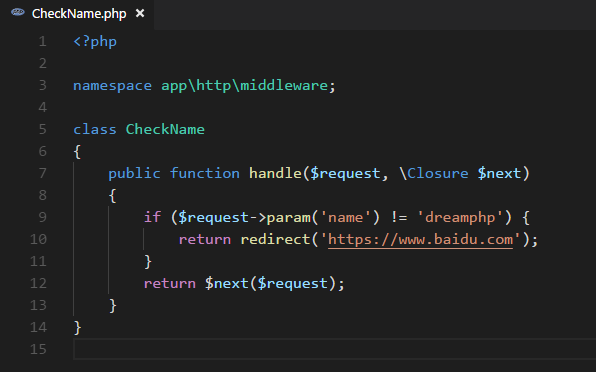 CheckName.php ×
1 <?php
2
3 namespace app\http\middleware;
4
5 class CheckName
6 {
7 public function handle($request, \Closure $next)
8 {
9 if ($request->param('name') != 'dreamphp') {
10 return redirect('https://www.baidu.com');
11 }
12 return $next($request);
13 }
14 }
15